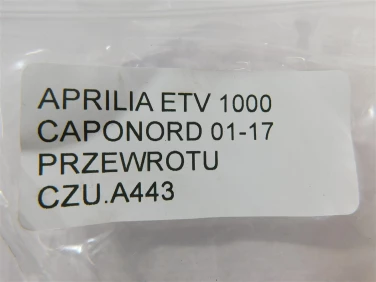 APRILIA ETV 1000
CAPONORD 01-17
PRZEWROTU
CZU.A443